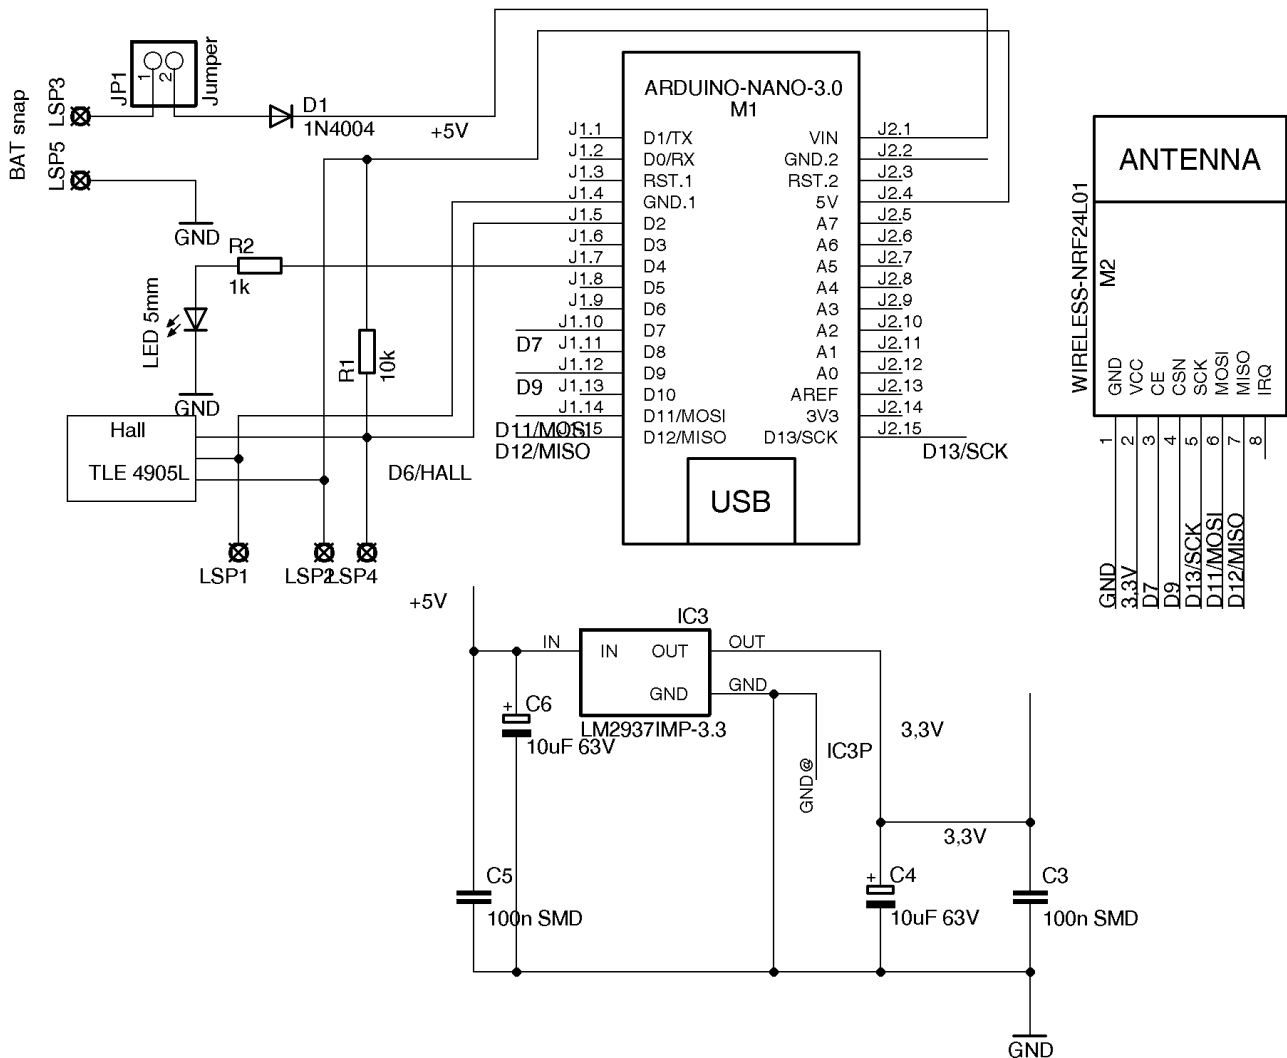 BAT snap
LSP3
LSP5
JP1
1
2
Jumper
D1
1N4004
+5V
GND
R2
1k
LED 5mm
GND
R1
10k
Hall
TLE 4905L
D6/HALL
LSP1
LSP2
LSP4
ARDUINO-NANO-3.0
M1
J1.1 D1/TX VIN J2.1
J1.2 D0/RX GND.2 J2.2
J1.3 RST.1 RST.2 J2.3
J1.4 GND.1 5V J2.4
J1.5 D2 A7 J2.5
J1.6 D3 A6 J2.6
J1.7 D4 A5 J2.7
J1.8 D5 A4 J2.8
J1.9 D6 A3 J2.9
J1.10 D7 A2 J2.10
D7
J1.11 D8 A1 J2.11
J1.12 D9 A0 J2.12
D9
J1.13 D10 AREF J2.13
J1.14 D11/MOSI 3V3 J2.14
D11/MOSI
J1.15 D12/MISO D13/SCK J2.15
D12/MISO
D13/SCK
USB
ANTENNA
WIRELESS-NRF24L01
M2
GND
VCC
CE
CSN
SCK
MOSI
MISO
IRQ
1
2
3
4
5
6
7
8
GND
3,3V
D7
D9
D13/SCK
D11/MOSI
D12/MISO
+5V
IC3
IN
IN OUT
OUT
GND
GND
LM2937IMP-3.3
+
C6
10uF 63V
IC3P
GND@
3,3V
3,3V
C5
100n SMD
+
C4
10uF 63V
C3
100n SMD
GND